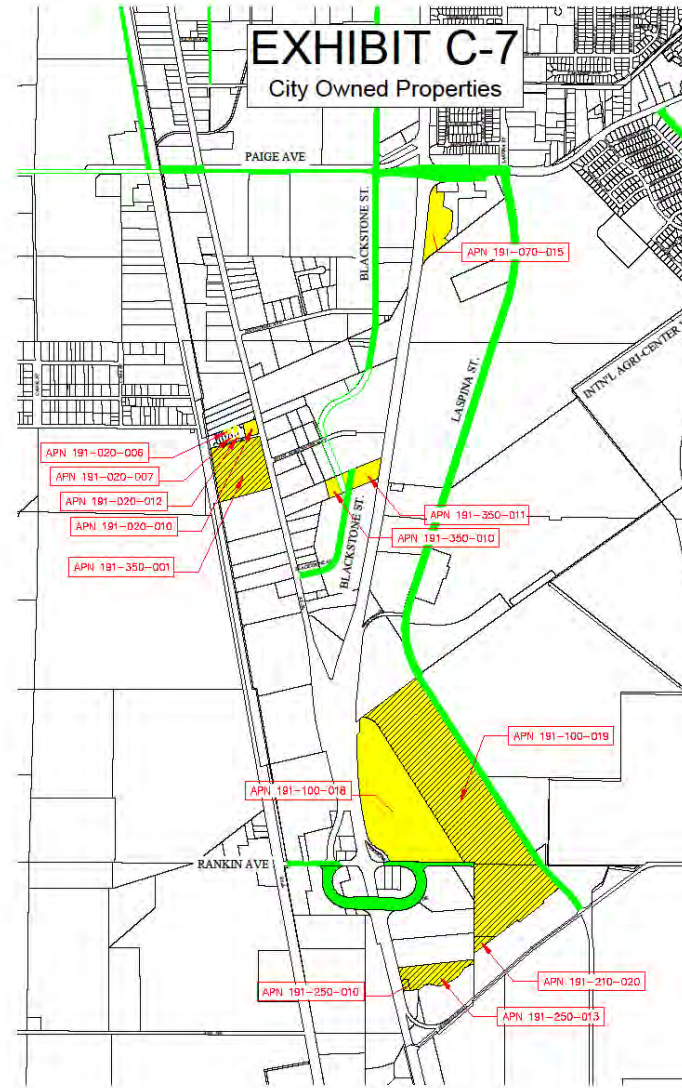 EXHIBIT C-7
City Owned Properties
PAIGE AVE
BLACKSTONE ST.
APN 191-070-015
LASPINA ST.
INTN'L AGRI-CENTER
APN 191-020-006
APN 191-020-007
APN 191-020-012
APN 191-020-010
APN 191-350-001
APN 191-350-011
APN 191-350-010
BLACKSTONE ST.
APN 191-100-019
APN 191-100-018
RANKIN AVE
APN 191-250-010
APN 191-210-020
APN 191-250-013